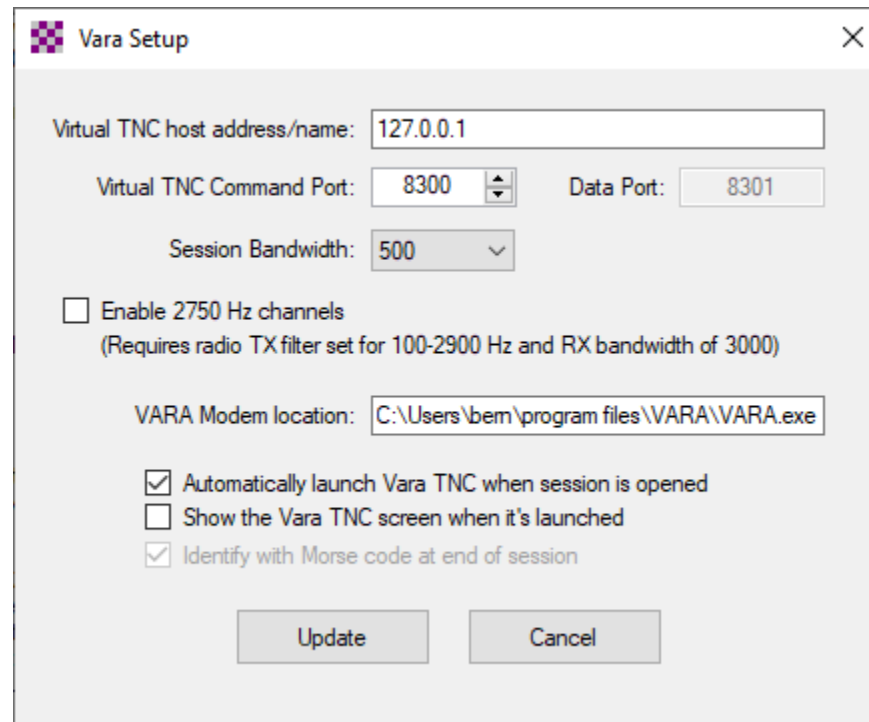 Vara Setup
Virtual TNC host address/name: 127.0.0.1
Virtual TNC Command Port: 8300 Data Port: 8301
Session Bandwidth: 500
Enable 2750 Hz channels
(Requires radio TX filter set for 100-2900 Hz and RX bandwidth of 3000)
VARA Modem location: C:\Users\bern\program files\VARA\VARA.exe
Automatically launch Vara TNC when session is opened
Show the Vara TNC screen when it's launched
Identify with Morse code at end of session
Update Cancel